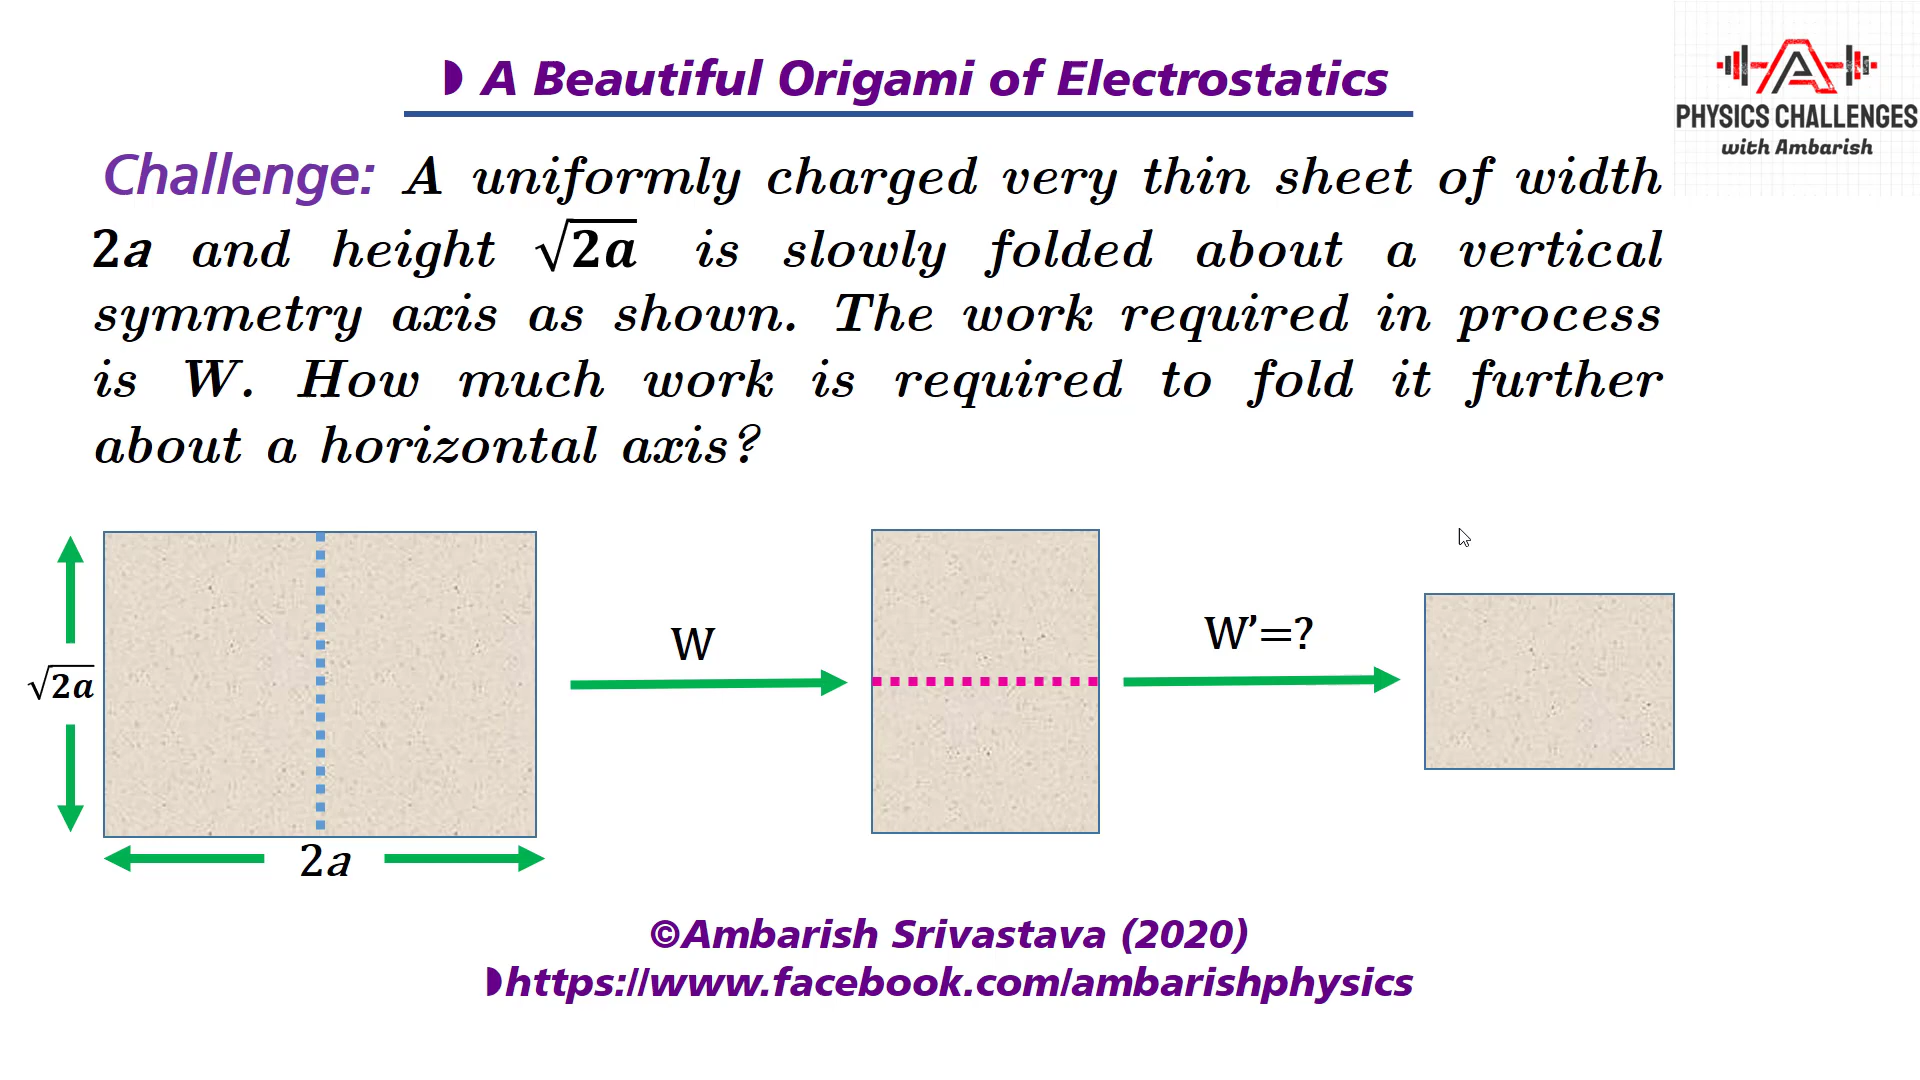 ◗ A Beautiful Origami of Electrostatics
PHYSICS CHALLENGES
with Ambarish
Challenge: A uniformly charged very thin sheet of width
2a and height √2a is slowly folded about a vertical
symmetry axis as shown. The work required in process
is W. How much work is required to fold it further
about a horizontal axis?
√2a
2a
W
W’=?
©Ambarish Srivastava (2020)
◗https://www.facebook.com/ambarishphysics